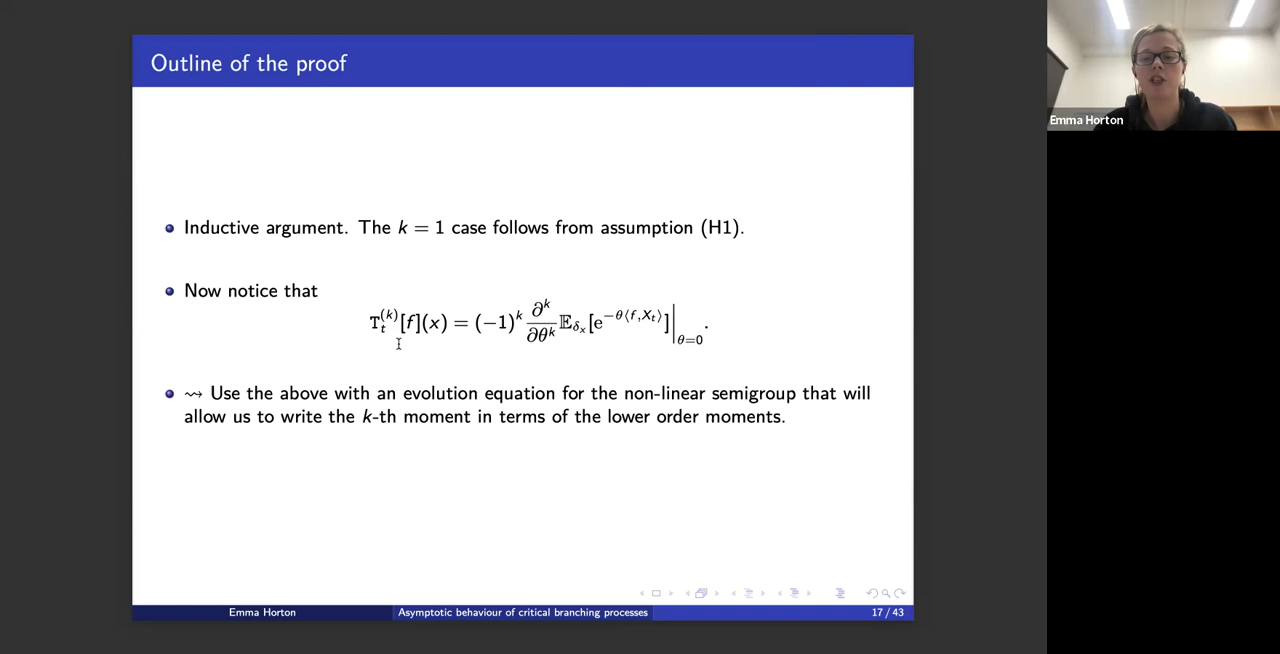 Outline of the proof
Emma Horton
Inductive argument. The k = 1 case follows from assumption (H1).
Now notice that
T_t^{(k)}[f](x) = (−1)^k ∂^k/∂θ^k 𝔼_{δ_x}[e^{−θ⟨f,X_t⟩}]|_{θ=0}.
⇝ Use the above with an evolution equation for the non-linear semigroup that will
allow us to write the k-th moment in terms of the lower order moments.
Emma Horton
Asymptotic behaviour of critical branching processes
17 / 43